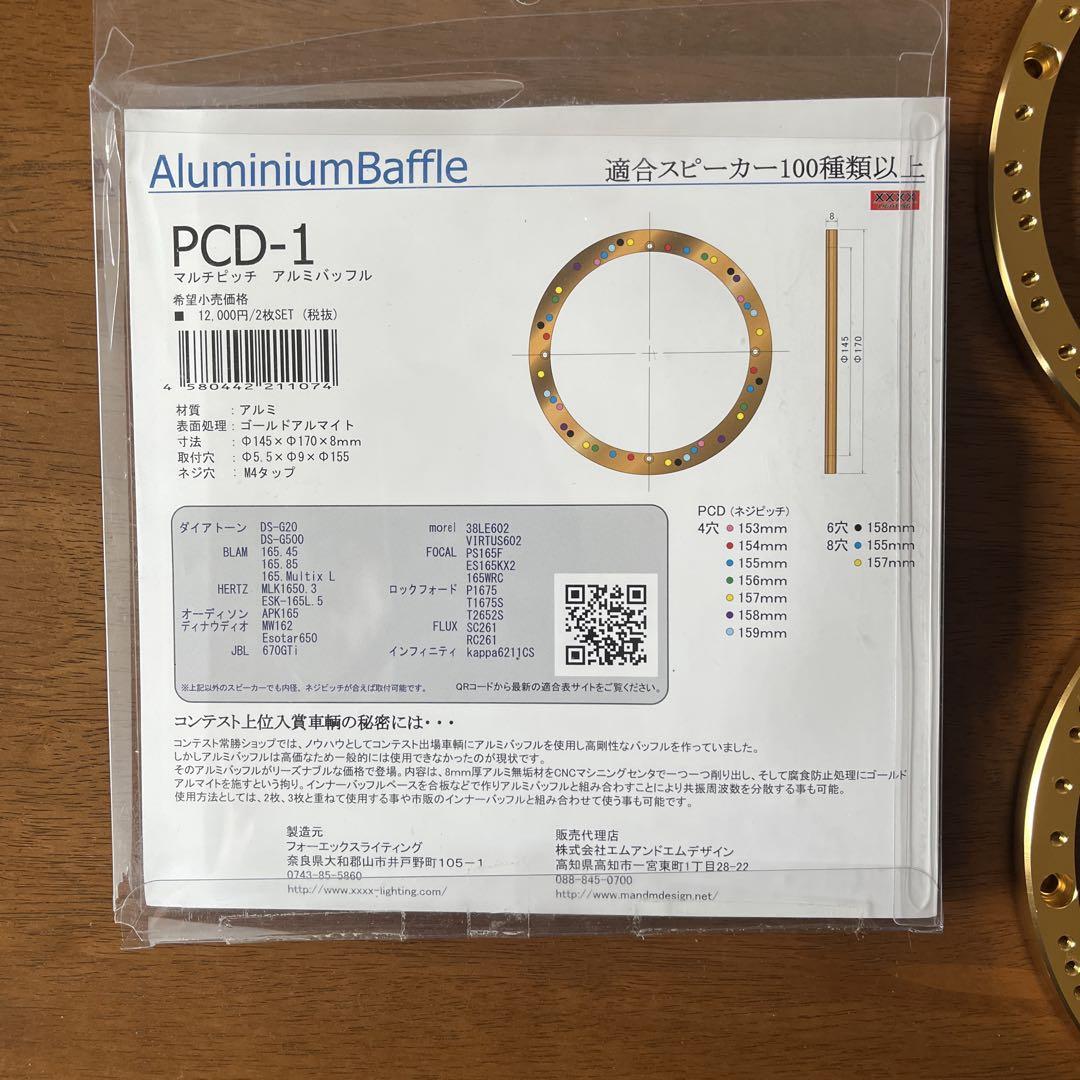 AluminiumBaffle
適合スピーカー100種類以上
XXXX
PCD-1
マルチピッチ アルミバッフル
希望小売価格
■ 12,000円/2枚SET (税抜)
4 580442 211074
材質 : アルミ
表面処理 : ゴールドアルマイト
寸法 : Φ145×Φ170×8mm
取付穴 : Φ5.5×Φ9×Φ155
ネジ穴 : M4タップ
8
Φ145
Φ170
ダイアトーン DS-G20
DS-G500
BLAM 165.45
165.85
165.Multix L
HERTZ MLK1650.3
ESK-165L.5
オーディソン APK165
ディナウディオ MW162
Esotar650
JBL 670GTi
morel 38LE602
VIRTUS602
FOCAL PS165F
ES165KX2
165WRC
ロックフォード P1675
T1675S
T2652S
FLUX SC261
RC261
インフィニティ kappa6211CS
※上記以外のスピーカーでも内径、ネジピッチが合えば取付可能です。
QRコードから最新の適合表サイトをご覧ください。
PCD (ネジピッチ)
4穴 153mm
154mm
155mm
156mm
157mm
158mm
159mm
6穴 158mm
8穴 155mm
157mm
コンテスト上位入賞車輌の秘密には・・・
コンテスト常勝ショップでは、ノウハウとしてコンテスト出場車輌にアルミバッフルを使用し高剛性なバッフルを作っていました。
しかしアルミバッフルは高価なため一般的には使用できなかったのが現状です。
そのアルミバッフルがリーズナブルな価格で登場。内容は、8mm厚アルミ無垢材をCNCマシニングセンタで一つ一つ削り出し、そして腐食防止処理にゴールド
アルマイトを施すという拘り。インナーバッフルベースを合板などで作りアルミバッフルと組み合わすことにより共振周波数を分散する事も可能。
使用方法としては、2枚、3枚と重ねて使用する事や市販のインナーバッフルと組み合わせて使う事も可能です。
製造元
フォーエックスライティング
奈良県大和郡山市井戸野町105-1
0743-85-5860
http://www.xxxx-lighting.com/
販売代理店
株式会社エムアンドエムデザイン
高知県高知市一宮東町1丁目28-22
088-845-0700
http://www.mandmdesign.net/